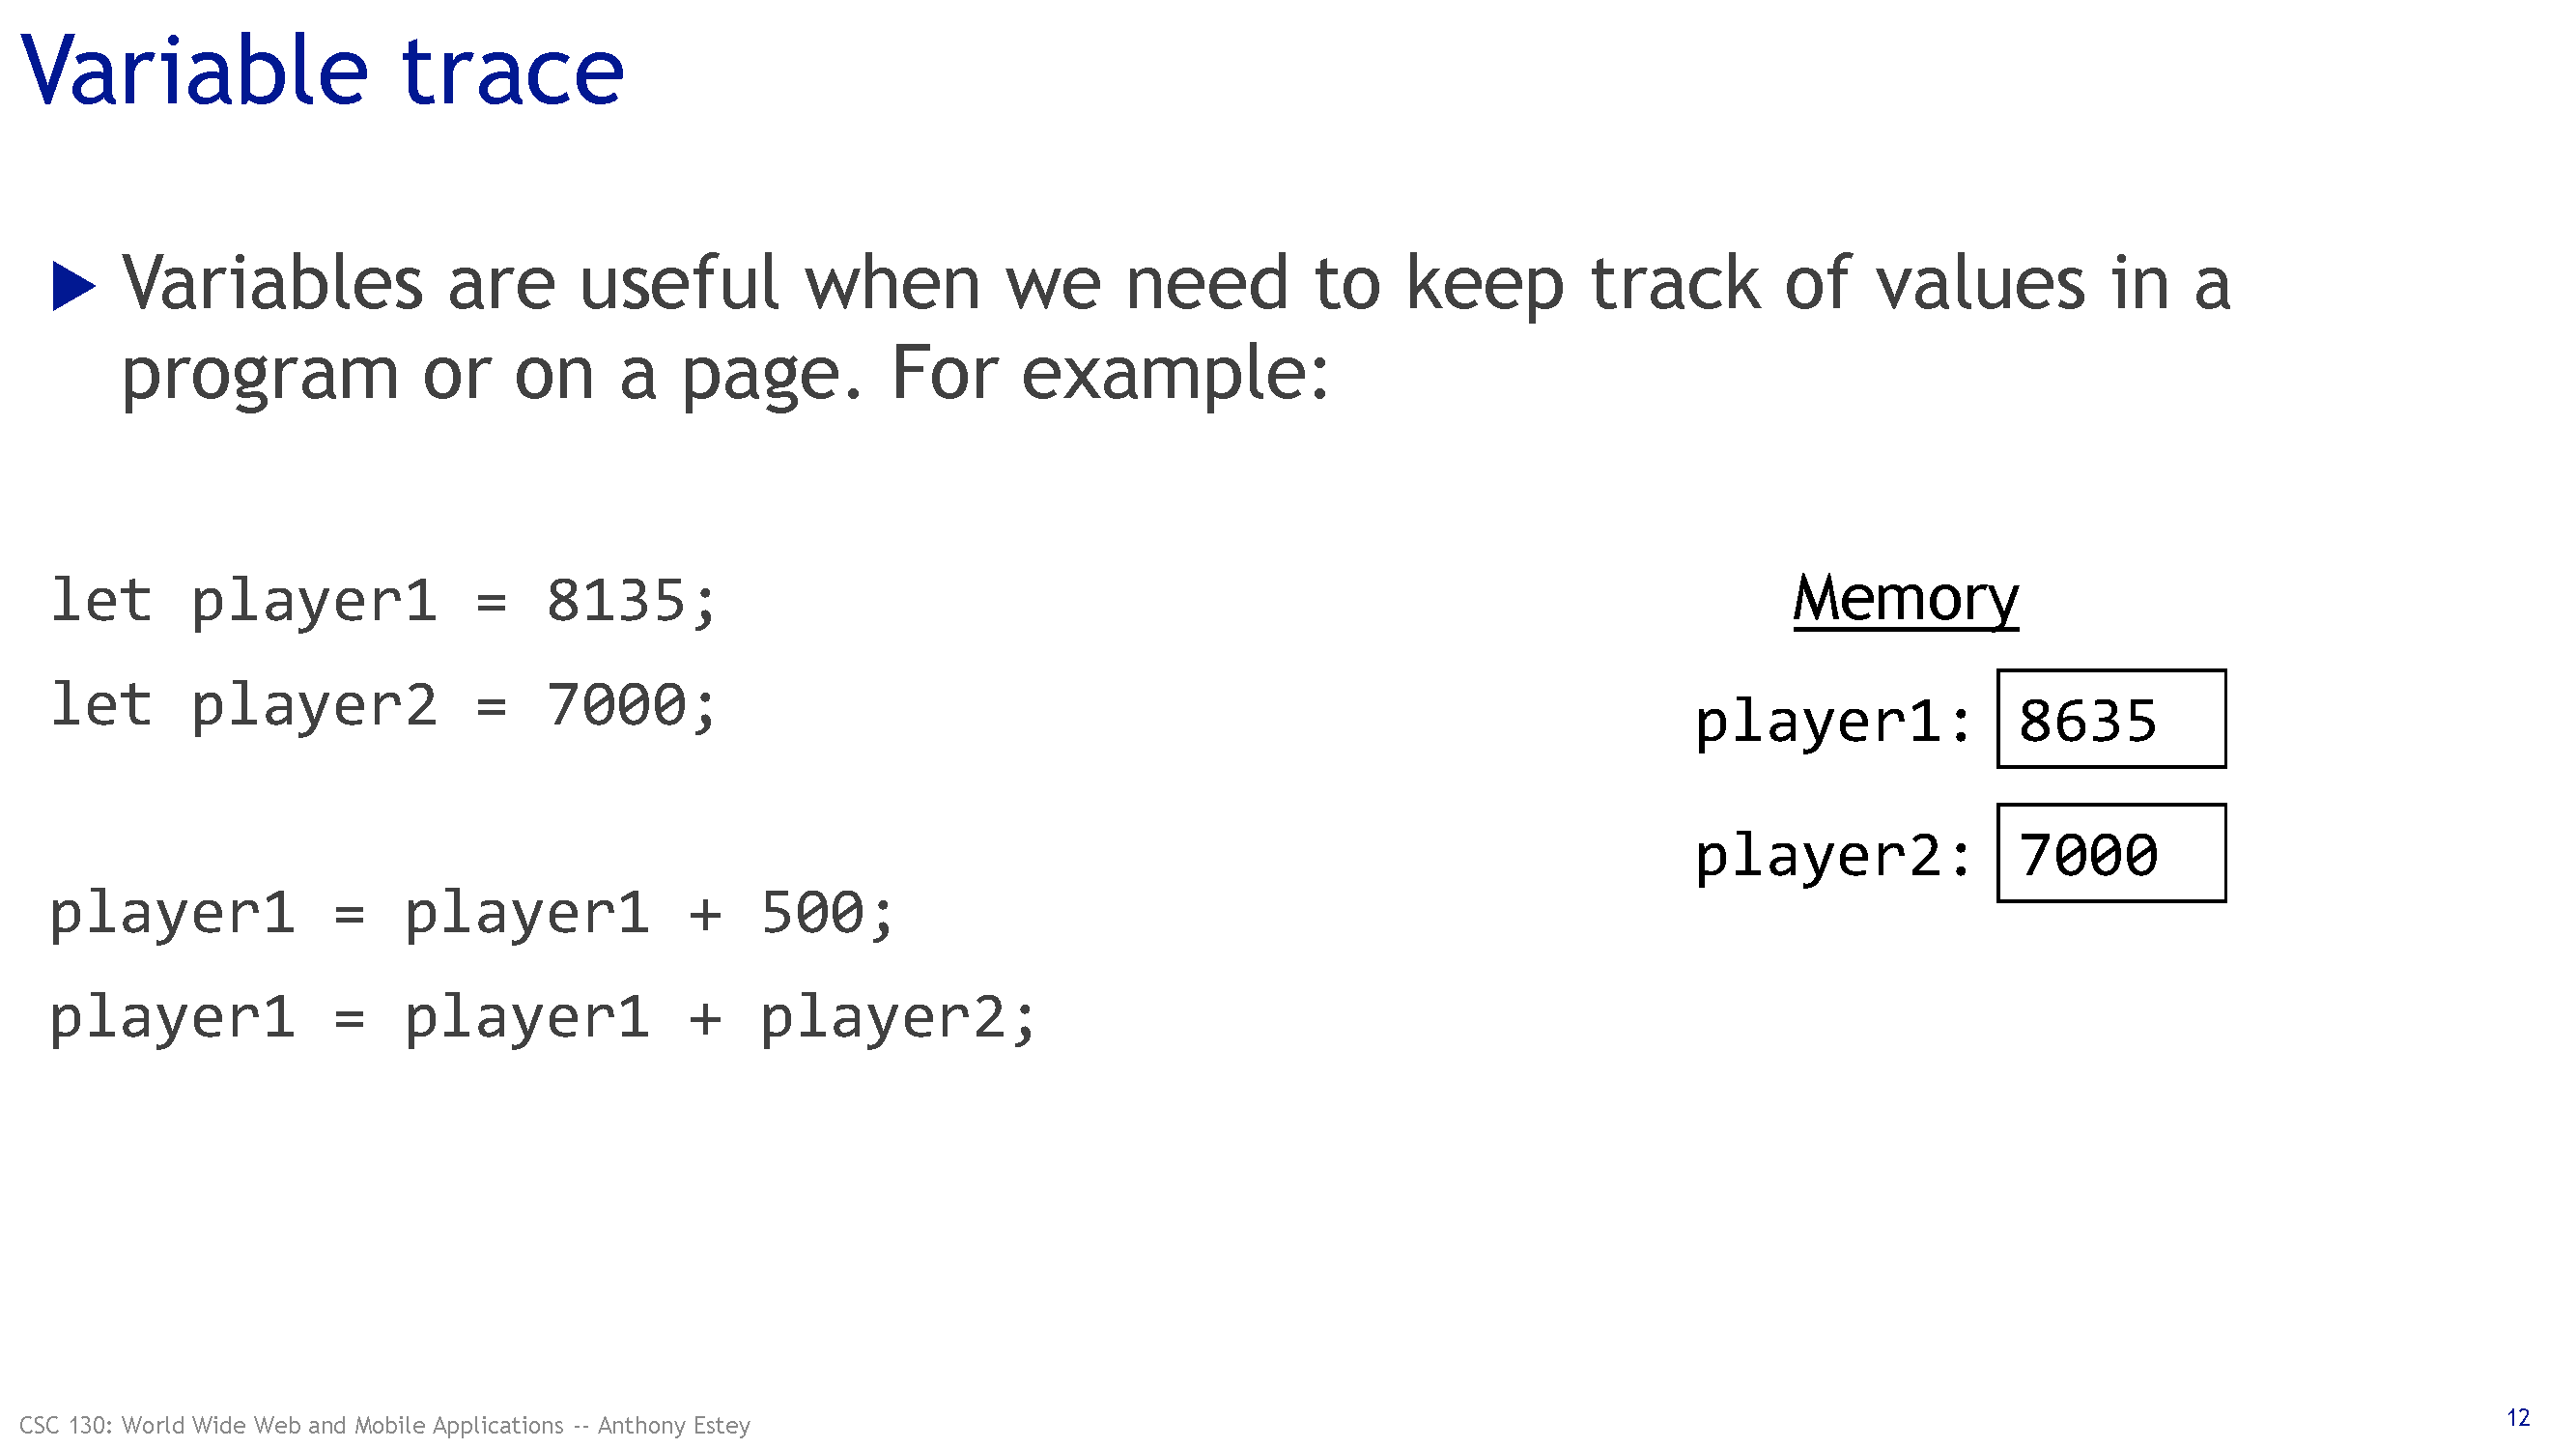 Variable trace
Variables are useful when we need to keep track of values in a
program or on a page. For example:
let player1 = 8135;
let player2 = 7000;
player1 = player1 + 500;
player1 = player1 + player2;
Memory
player1: 8635
player2: 7000
CSC 130: World Wide Web and Mobile Applications -- Anthony Estey
12